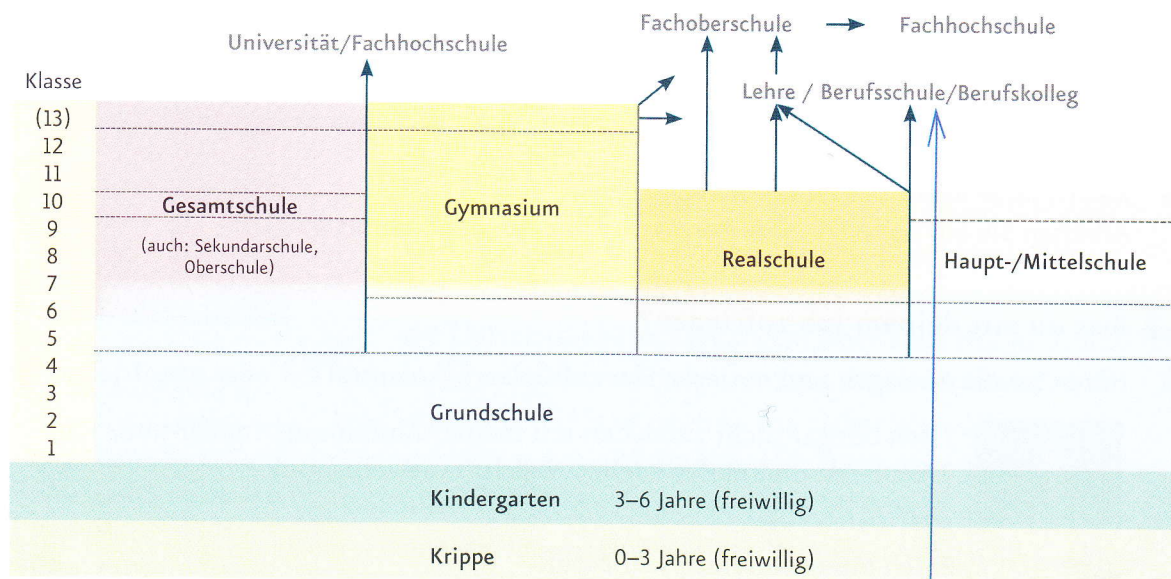 Fachoberschule → Fachhochschule
Universität/Fachhochschule
Klasse
Lehre / Berufsschule/Berufskolleg
(13)
12
11
10
Gesamtschule
Gymnasium
9
(auch: Sekundarschule,
Oberschule)
8
Realschule
Haupt-/Mittelschule
7
6
5
4
3
Grundschule
2
1
Kindergarten 3–6 Jahre (freiwillig)
Krippe 0–3 Jahre (freiwillig)